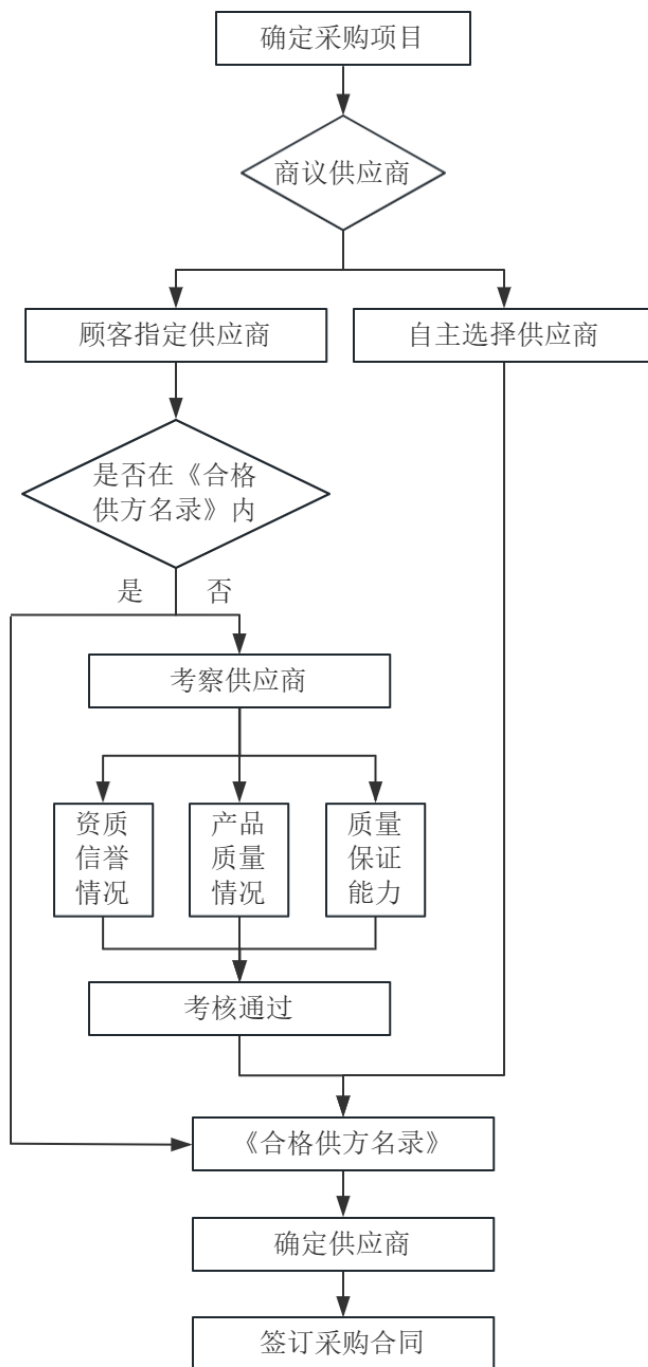 确定采购项目
商议供应商
顾客指定供应商
自主选择供应商
是否在《合格
供方名录》内
是
否
考察供应商
资质
信誉
情况
产品
质量
情况
质量
保证
能力
考核通过
《合格供方名录》
确定供应商
签订采购合同